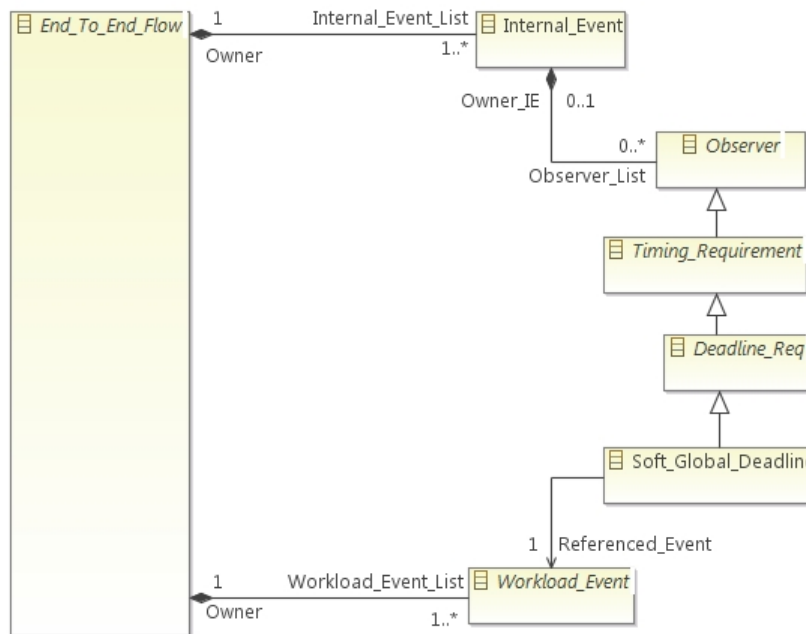 End_To_End_Flow
1
Internal_Event_List
Owner
1..*
Internal_Event
Owner_IE
0..1
0..*
Observer_List
Observer
Timing_Requirement
Deadline_Req
Soft_Global_Deadlin
1
Referenced_Event
1
Workload_Event_List
Owner
1..*
Workload_Event